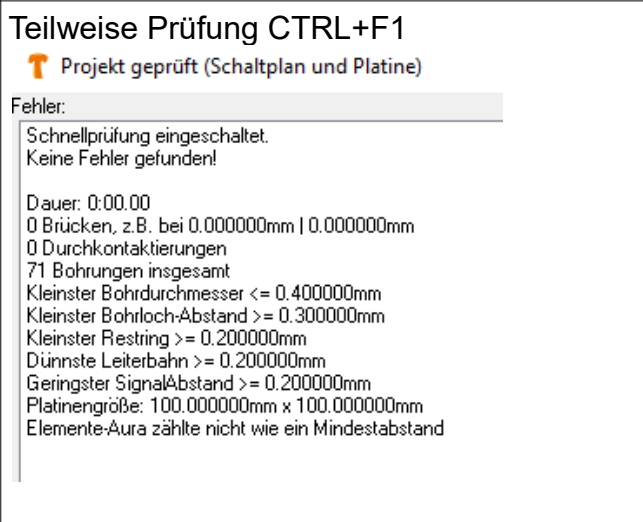 Teilweise Prüfung CTRL+F1
Projekt geprüft (Schaltplan und Platine)
Fehler:
Schnellprüfung eingeschaltet.
Keine Fehler gefunden!
Dauer: 0:00.00
0 Brücken, z.B. bei 0.000000mm | 0.000000mm
0 Durchkontaktierungen
71 Bohrungen insgesamt
Kleinster Bohrdurchmesser <= 0.400000mm
Kleinster Bohrloch-Abstand >= 0.300000mm
Kleinster Restring >= 0.200000mm
Dünnste Leiterbahn >= 0.200000mm
Geringster SignalAbstand >= 0.200000mm
Platinengröße: 100.000000mm x 100.000000mm
Elemente-Aura zählte nicht wie ein Mindestabstand